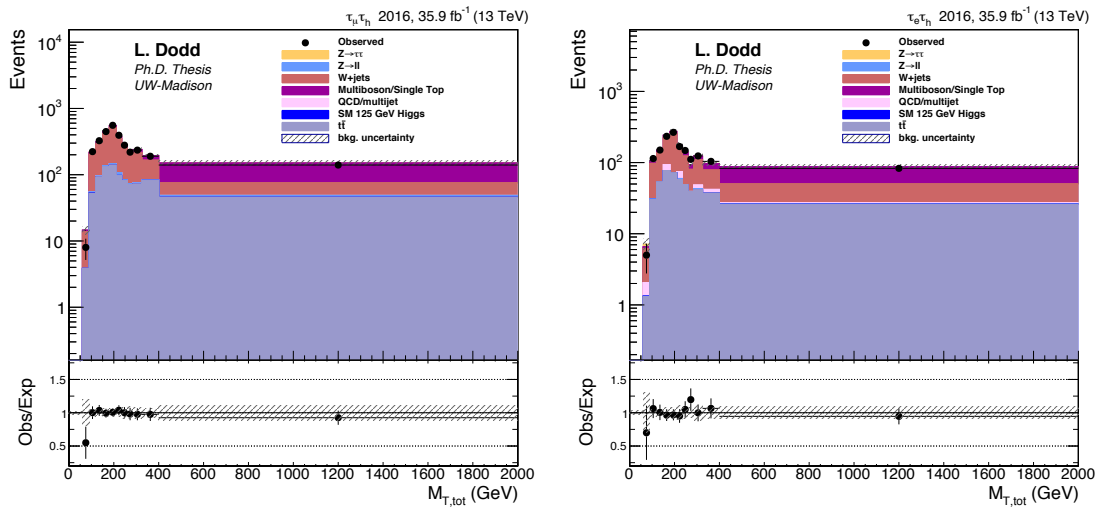 τμτh 2016, 35.9 fb⁻¹ (13 TeV)
Events
10⁴
10³
10²
10
1
L. Dodd
Ph.D. Thesis
UW-Madison
Observed
Z→ττ
Z→ll
W+jets
Multiboson/Single Top
QCD/multijet
SM 125 GeV Higgs
tt̄
bkg. uncertainty
Obs/Exp
1.5
1
0.5
0 200 400 600 800 1000 1200 1400 1600 1800 2000
M_T,tot (GeV)
τeτh 2016, 35.9 fb⁻¹ (13 TeV)
Events
10⁴
10³
10²
10
1
L. Dodd
Ph.D. Thesis
UW-Madison
Observed
Z→ττ
Z→ll
W+jets
Multiboson/Single Top
QCD/multijet
SM 125 GeV Higgs
tt̄
bkg. uncertainty
Obs/Exp
1.5
1
0.5
0 200 400 600 800 1000 1200 1400 1600 1800 2000
M_T,tot (GeV)